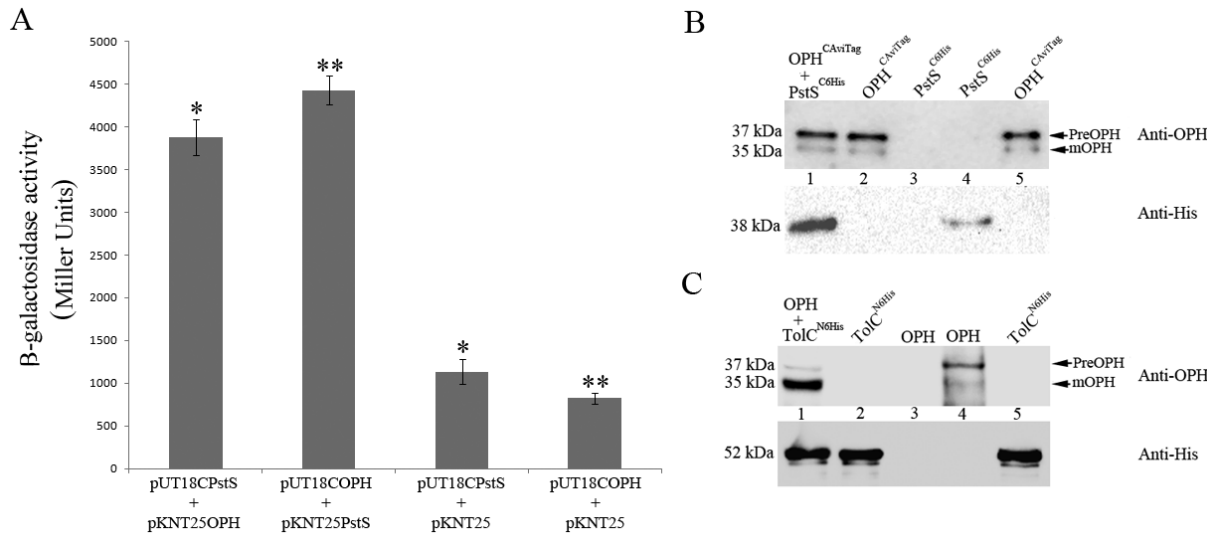 A
β-galactosidase activity
(Miller Units)
5000
4500
4000
3500
3000
2500
2000
1500
1000
500
0
*
**
*
**
pUT18CPstS
+
pKNT25OPH
pUT18COPH
+
pKNT25PstS
pUT18CPstS
+
pKNT25
pUT18COPH
+
pKNT25
B
OPH^CAviTag
+
PstS^C6His
OPH^CAviTag
PstS^C6His
PstS^C6His
OPH^CAviTag
37 kDa
35 kDa
PreOPH
mOPH
Anti-OPH
1 2 3 4 5
38 kDa
Anti-His
C
OPH
+
TolC^N6His
TolC^N6His
OPH
OPH
TolC^N6His
37 kDa
35 kDa
PreOPH
mOPH
Anti-OPH
1 2 3 4 5
52 kDa
Anti-His